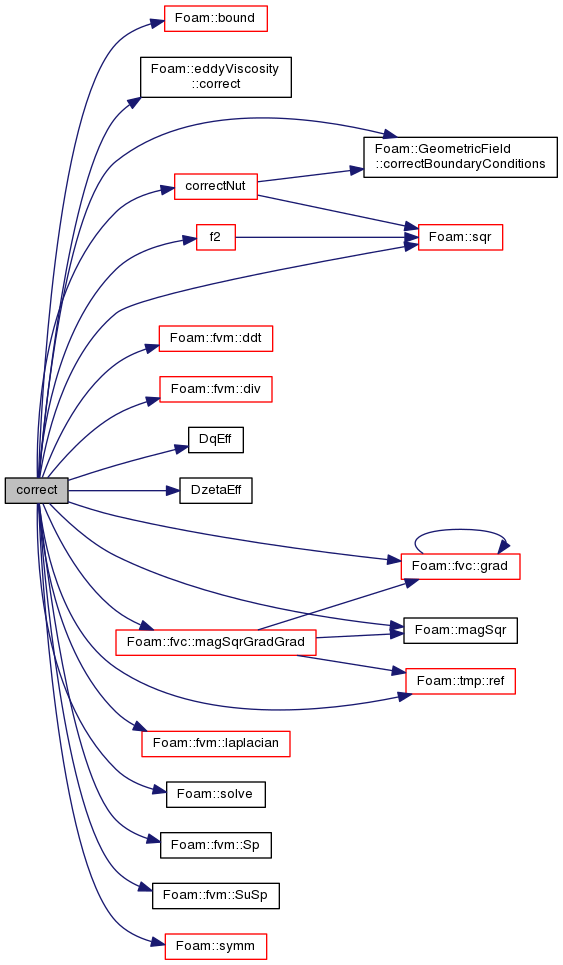 Foam::bound
Foam::eddyViscosity
::correct
Foam::GeometricField
::correctBoundaryConditions
correctNut
f2
Foam::sqr
Foam::fvm::ddt
Foam::fvm::div
DqEff
correct
DzetaEff
Foam::fvc::grad
Foam::magSqr
Foam::fvc::magSqrGradGrad
Foam::tmp::ref
Foam::fvm::laplacian
Foam::solve
Foam::fvm::Sp
Foam::fvm::SuSp
Foam::symm